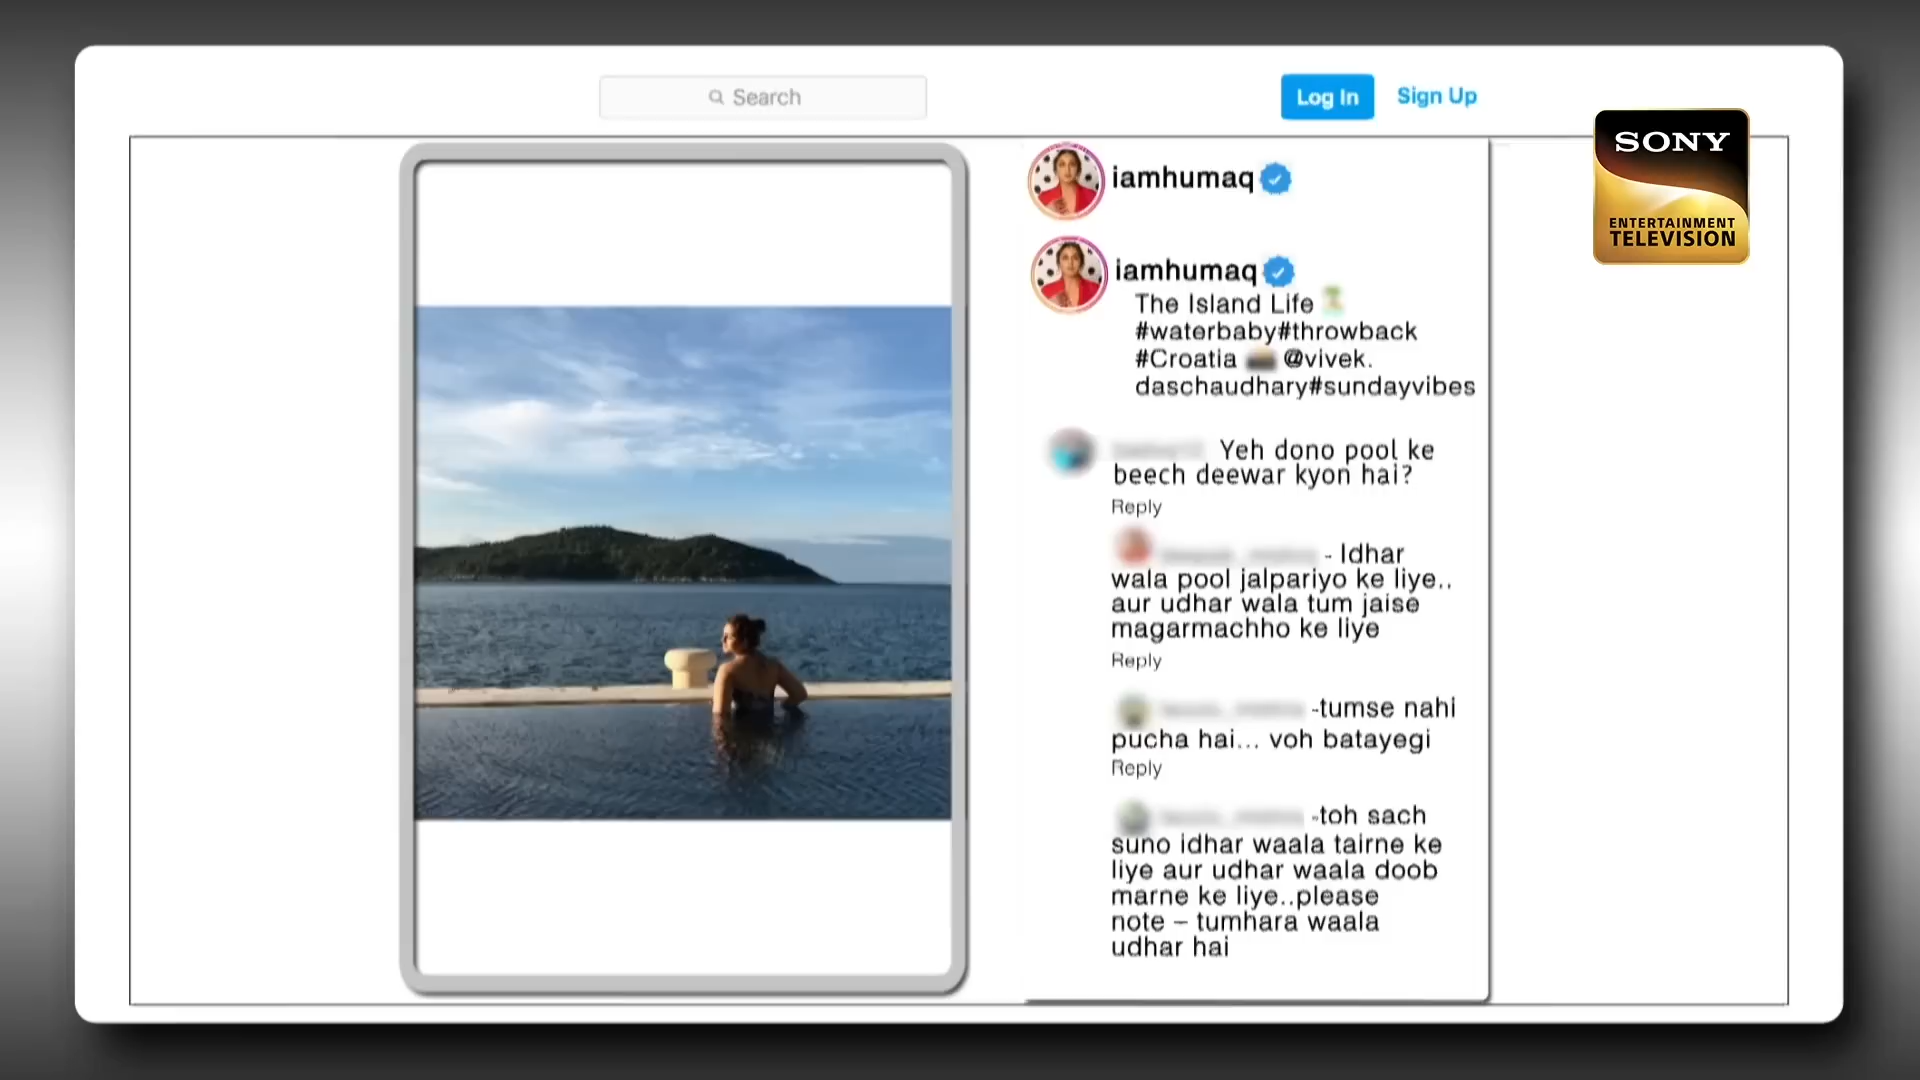 Search
Log In
Sign Up
SONY
ENTERTAINMENT
TELEVISION
iamhumaq
iamhumaq
The Island Life
#waterbaby#throwback
#Croatia @vivek.
daschaudhary#sundayvibes
Yeh dono pool ke
beech deewar kyon hai?
Reply
- Idhar
wala pool jalpariyo ke liye..
aur udhar wala tum jaise
magarmachho ke liye
Reply
-tumse nahi
pucha hai... voh batayegi
Reply
-toh sach
suno idhar waala tairne ke
liye aur udhar waala doob
marne ke liye..please
note – tumhara waala
udhar hai